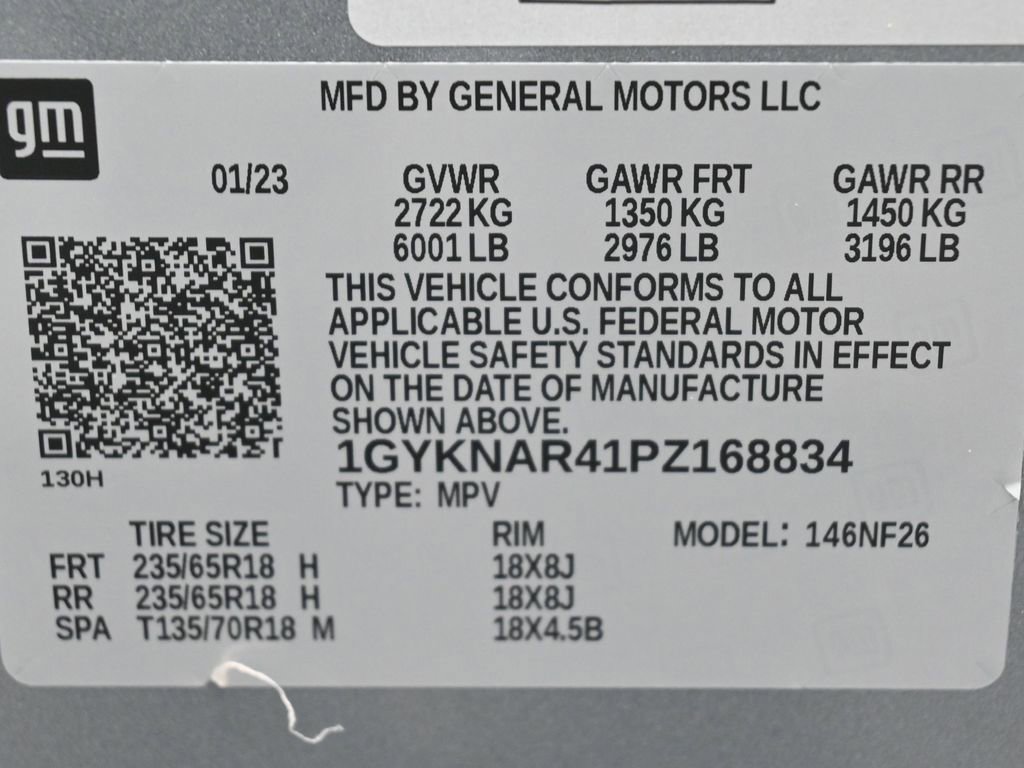 gm
MFD BY GENERAL MOTORS LLC
01/23 GVWR GAWR FRT GAWR RR
2722 KG 1350 KG 1450 KG
6001 LB 2976 LB 3196 LB
THIS VEHICLE CONFORMS TO ALL
APPLICABLE U.S. FEDERAL MOTOR
VEHICLE SAFETY STANDARDS IN EFFECT
ON THE DATE OF MANUFACTURE
SHOWN ABOVE.
1GYKNAR41PZ168834
130H
TYPE: MPV
TIRE SIZE RIM MODEL: 146NF26
FRT 235/65R18 H 18X8J
RR 235/65R18 H 18X8J
SPA T135/70R18 M 18X4.5B